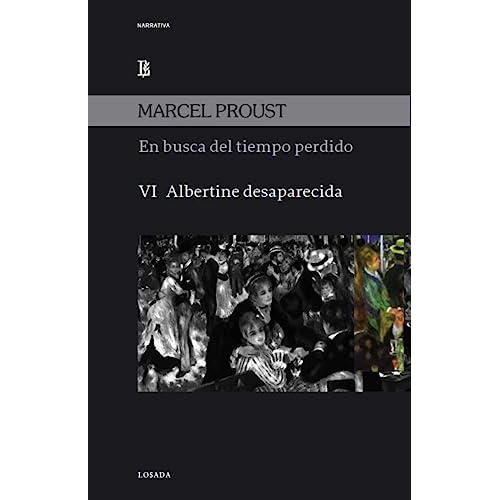 NARRATIVA
MARCEL PROUST
En busca del tiempo perdido
VI Albertine desaparecida
LOSADA